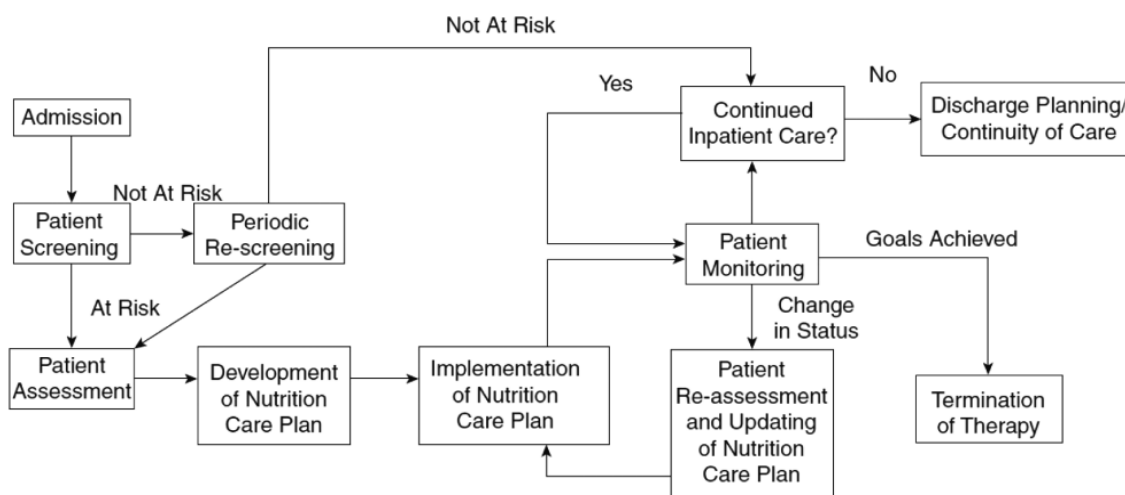 Not At Risk
Yes
No
Admission
Continued
Inpatient Care?
Discharge Planning/
Continuity of Care
Not At Risk
Patient
Screening
Periodic
Re-screening
Patient
Monitoring
Goals Achieved
At Risk
Change
in Status
Patient
Assessment
Development
of Nutrition
Care Plan
Implementation
of Nutrition
Care Plan
Patient
Re-assessment
and Updating
of Nutrition
Care Plan
Termination
of Therapy